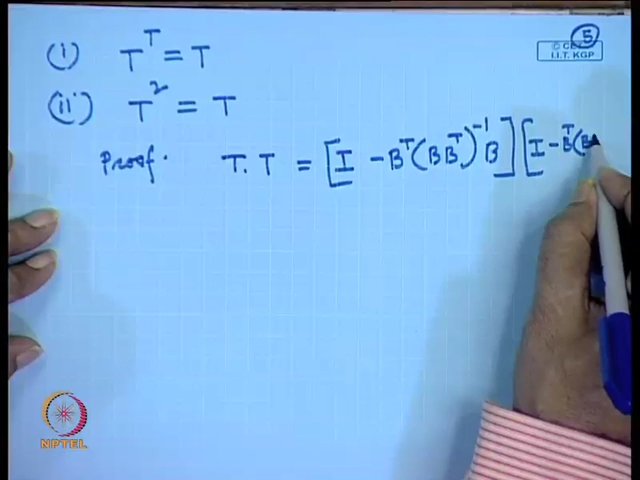 (i) T^T = T
(ii) T^2 = T
Proof. T.T = [I - B^T(BB^T)^{-1}B][I - B^T(B
5
© CET
I.I.T. KGP
NPTEL